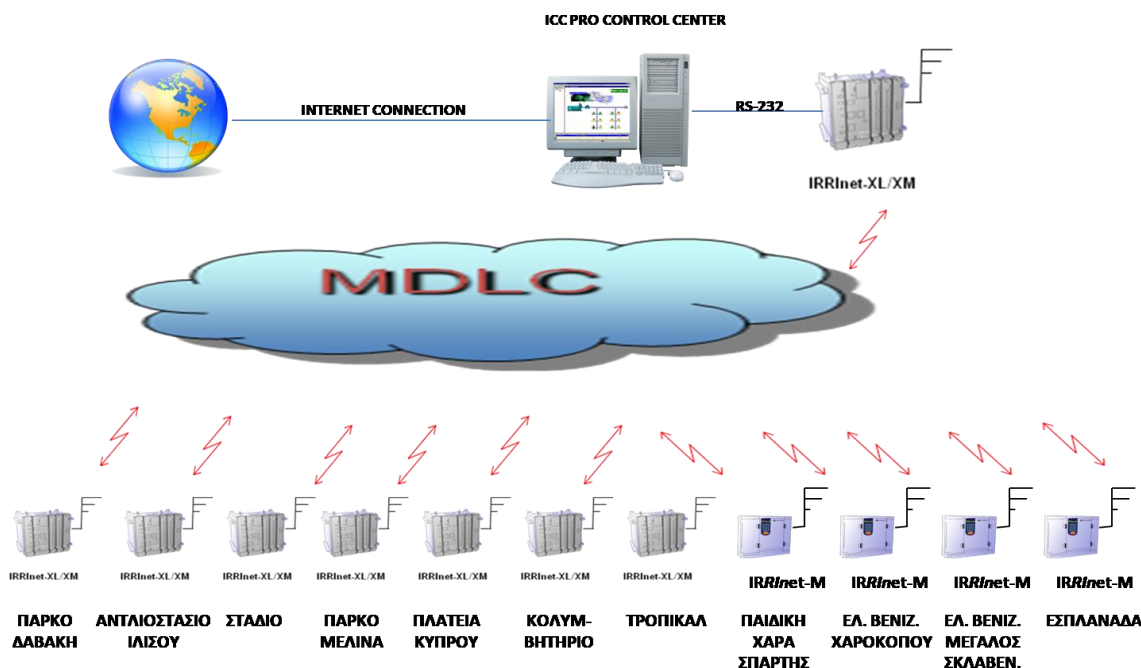 ICC PRO CONTROL CENTER
INTERNET CONNECTION
RS-232
IRRInet-XL/XM
MDLC
IRRInet-XL/XM
IRRInet-XL/XM
IRRInet-XL/XM
IRRInet-XL/XM
IRRInet-XL/XM
IRRInet-XL/XM
IRRInet-XL/XM
IRRInet-M
IRRInet-M
IRRInet-M
IRRInet-M
ΠΑΡΚΟ
ΔΑΒΑΚΗ
ΑΝΤΛΙΟΣΤΑΣΙΟ
ΙΛΙΣΟΥ
ΣΤΑΔΙΟ
ΠΑΡΚΟ
ΜΕΛΙΝΑ
ΠΛΑΤΕΙΑ
ΚΥΠΡΟΥ
ΚΟΛΥΜ-
ΒΗΤΗΡΙΟ
ΤΡΟΠΙΚΑΛ
ΠΑΙΔΙΚΗ
ΧΑΡΑ
ΣΠΑΡΤΗΣ
ΕΛ. ΒΕΝΙΖ.
ΧΑΡΟΚΟΠΟΥ
ΕΛ. ΒΕΝΙΖ.
ΜΕΓΑΛΟΣ
ΣΚΛΑΒΕΝ.
ΕΣΠΛΑΝΑΔΑ